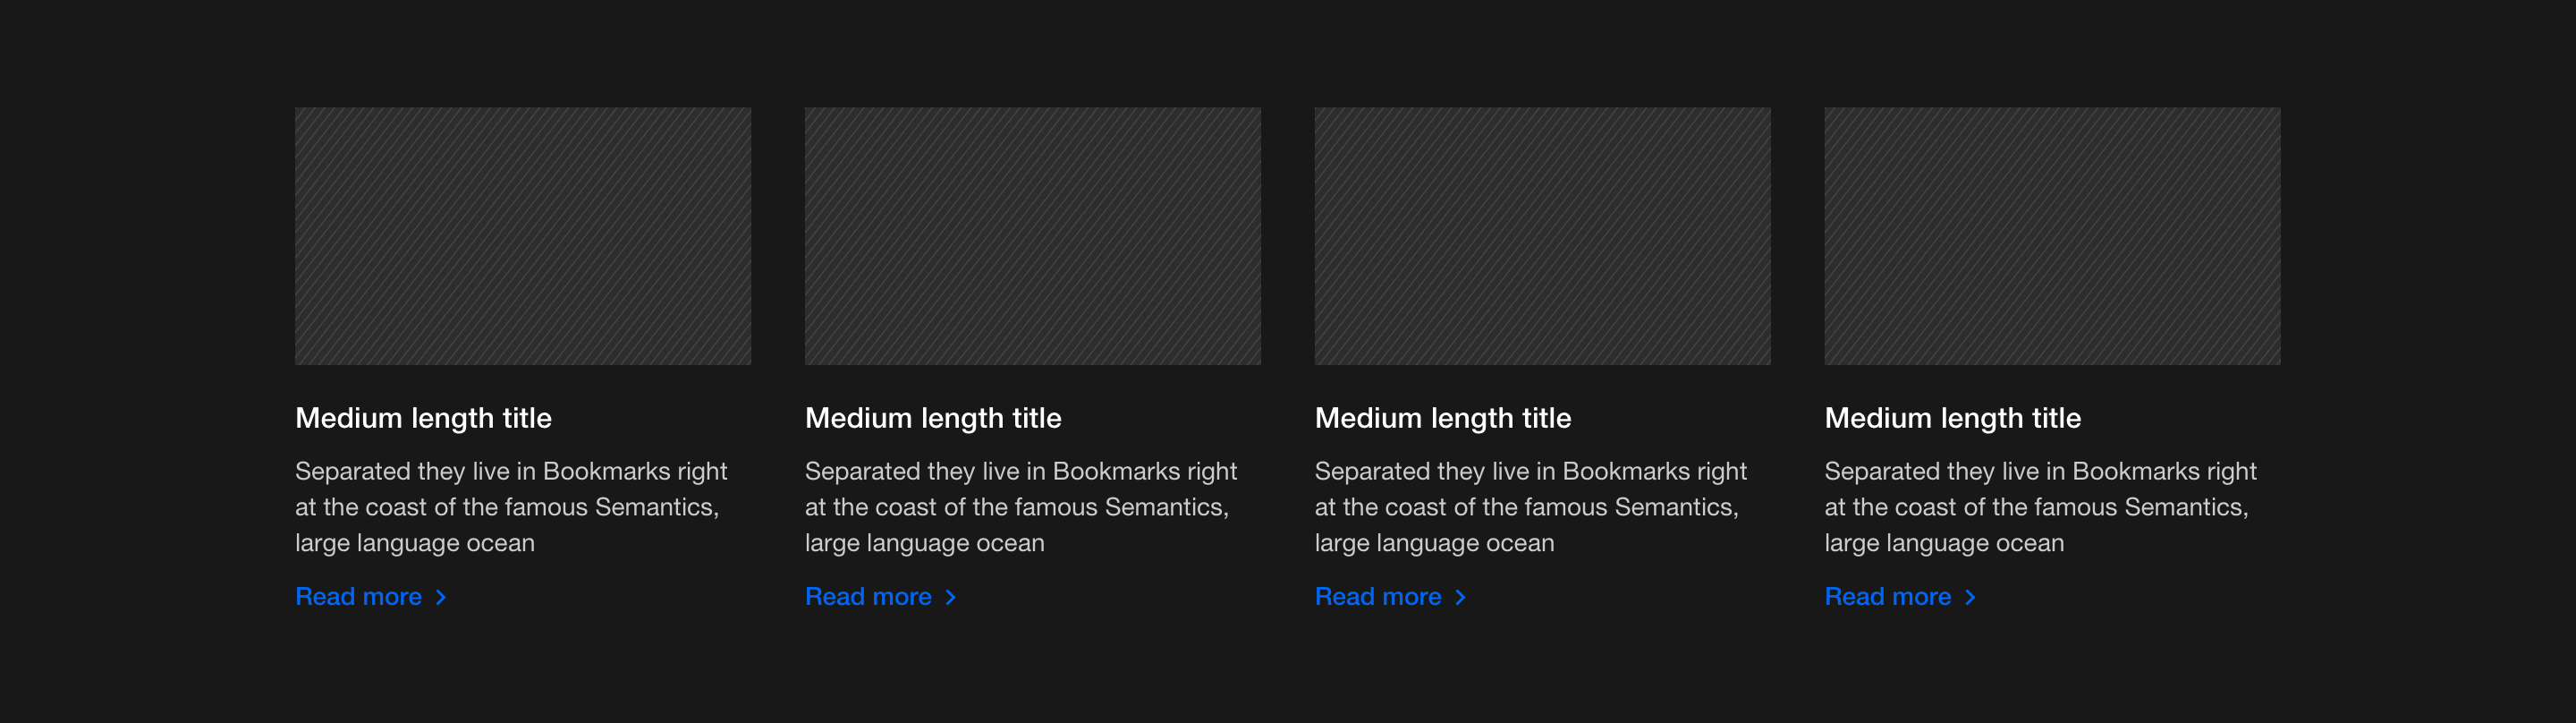 Medium length title
Separated they live in Bookmarks right
at the coast of the famous Semantics,
large language ocean
Read more
Medium length title
Separated they live in Bookmarks right
at the coast of the famous Semantics,
large language ocean
Read more
Medium length title
Separated they live in Bookmarks right
at the coast of the famous Semantics,
large language ocean
Read more
Medium length title
Separated they live in Bookmarks right
at the coast of the famous Semantics,
large language ocean
Read more